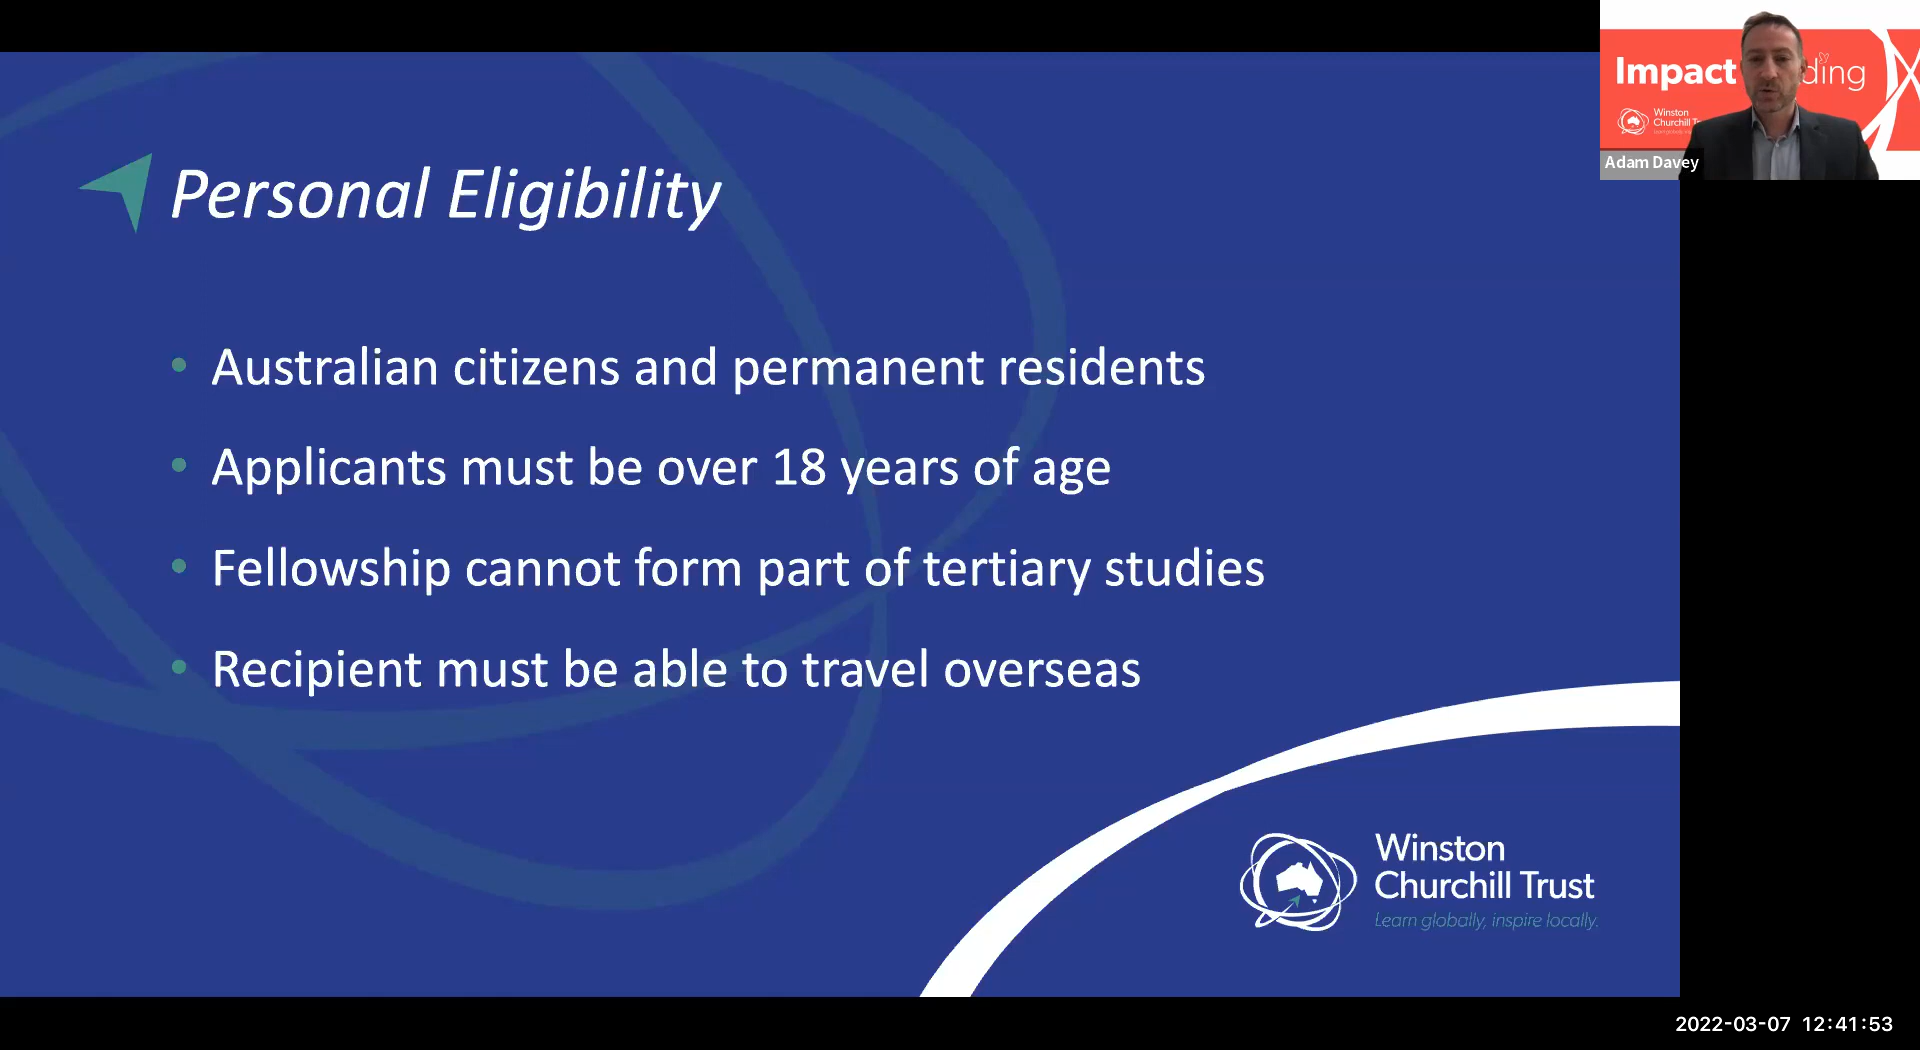 Personal Eligibility
• Australian citizens and permanent residents
• Applicants must be over 18 years of age
• Fellowship cannot form part of tertiary studies
• Recipient must be able to travel overseas
Winston
Churchill Trust
Learn globally, inspire locally.
Impact
Winston
Churchill
Adam Davey
2022-03-07 12:41:53